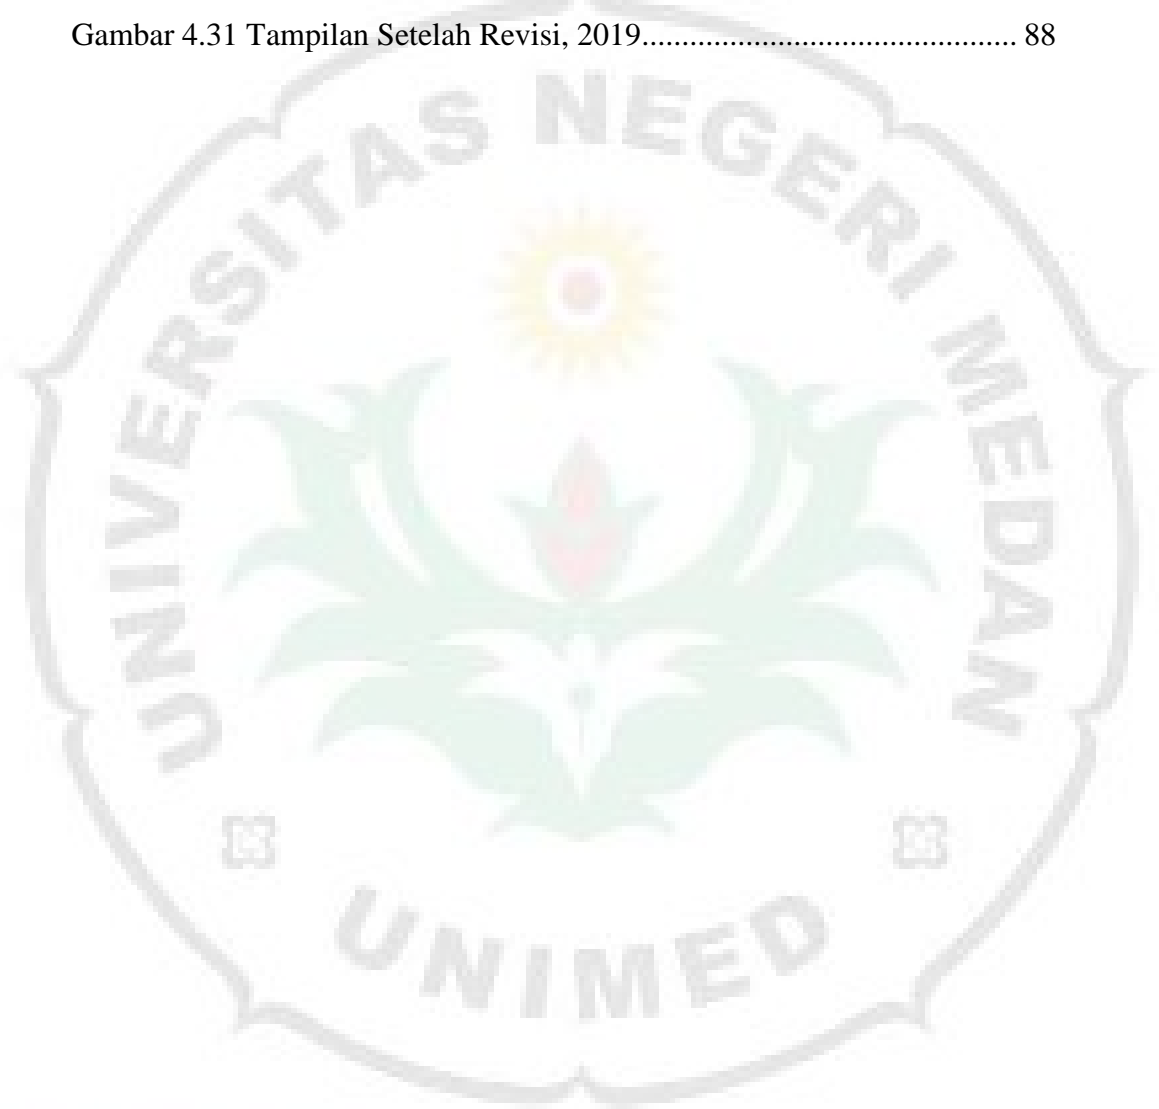 Gambar 4.31 Tampilan Setelah Revisi, 2019....................................... 88
UNIVERSITAS NEGERI MEDAN
UNIMED